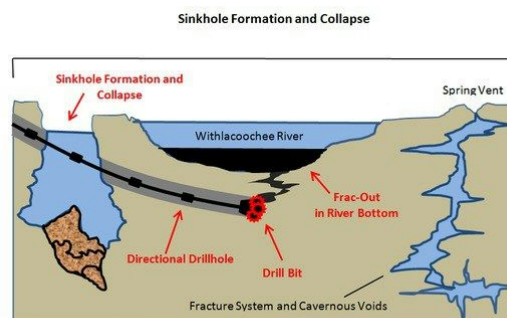 Sinkhole Formation and Collapse
Sinkhole Formation and
Collapse
Spring Vent
Withlacoochee River
Frac-Out
in River Bottom
Directional Drillhole
Drill Bit
Fracture System and Cavernous Voids